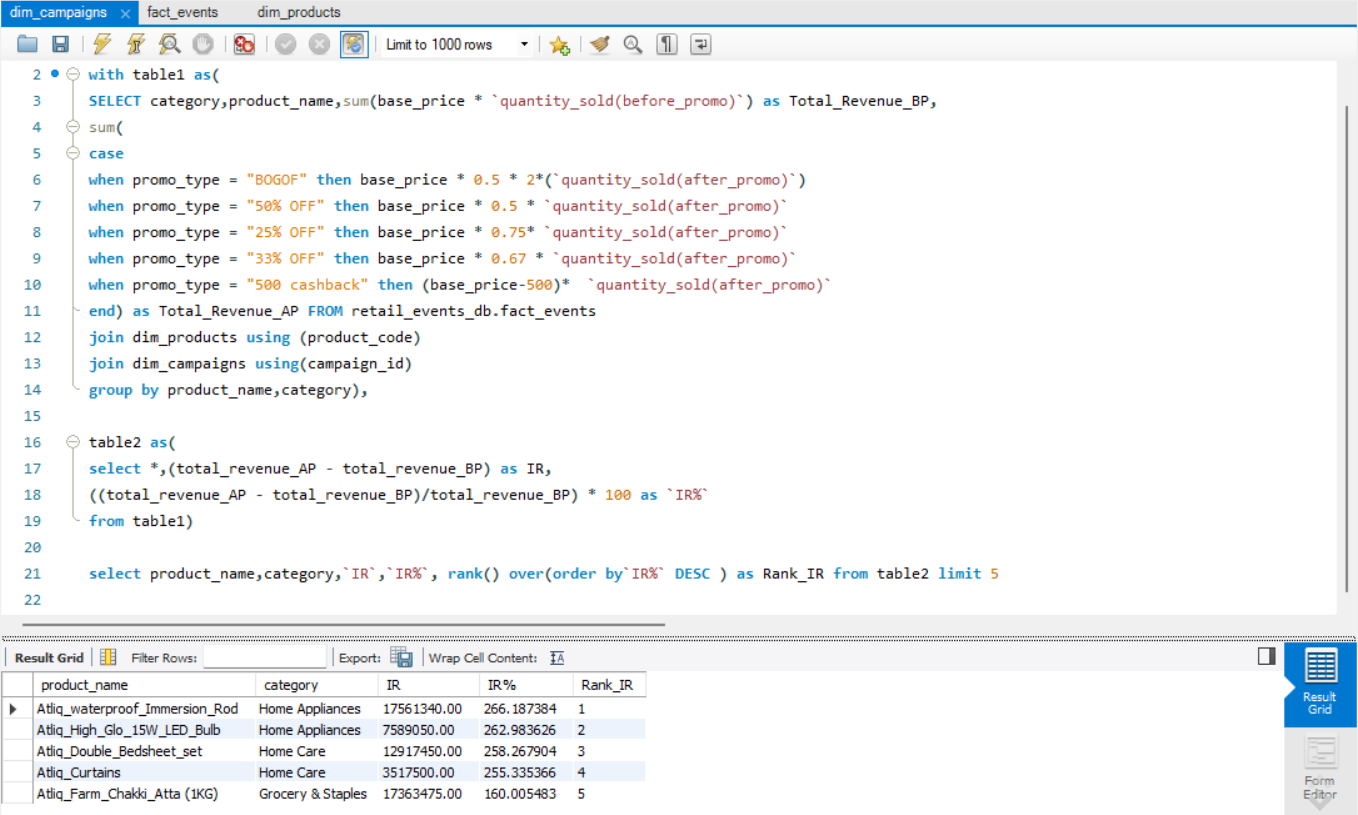 dim_campaigns × fact_events dim_products
Limit to 1000 rows
2 with table1 as(
3 SELECT category,product_name,sum(base_price * `quantity_sold(before_promo)`) as Total_Revenue_BP,
4 sum(
5 case
6 when promo_type = "BOGOF" then base_price * 0.5 * 2*(`quantity_sold(after_promo)`)
7 when promo_type = "50% OFF" then base_price * 0.5 * `quantity_sold(after_promo)`
8 when promo_type = "25% OFF" then base_price * 0.75* `quantity_sold(after_promo)`
9 when promo_type = "33% OFF" then base_price * 0.67 * `quantity_sold(after_promo)`
10 when promo_type = "500 cashback" then (base_price-500)*  `quantity_sold(after_promo)`
11 end) as Total_Revenue_AP FROM retail_events_db.fact_events
12 join dim_products using (product_code)
13 join dim_campaigns using(campaign_id)
14 group by product_name,category),
15
16 table2 as(
17 select *,(total_revenue_AP - total_revenue_BP) as IR,
18 ((total_revenue_AP - total_revenue_BP)/total_revenue_BP) * 100 as `IR%`
19 from table1)
20
21 select product_name,category,`IR`,`IR%`, rank() over(order by`IR%` DESC ) as Rank_IR from table2 limit 5
22
Result Grid Filter Rows: Export: Wrap Cell Content:
product_name category IR IR% Rank_IR
Atliq_waterproof_Immersion_Rod Home Appliances 17561340.00 266.187384 1
Atliq_High_Glo_15W_LED_Bulb Home Appliances 7589050.00 262.983626 2
Atliq_Double_Bedsheet_set Home Care 12917450.00 258.267904 3
Atliq_Curtains Home Care 3517500.00 255.335366 4
Atliq_Farm_Chakki_Atta (1KG) Grocery & Staples 17363475.00 160.005483 5
Result
Grid
Form
Editor